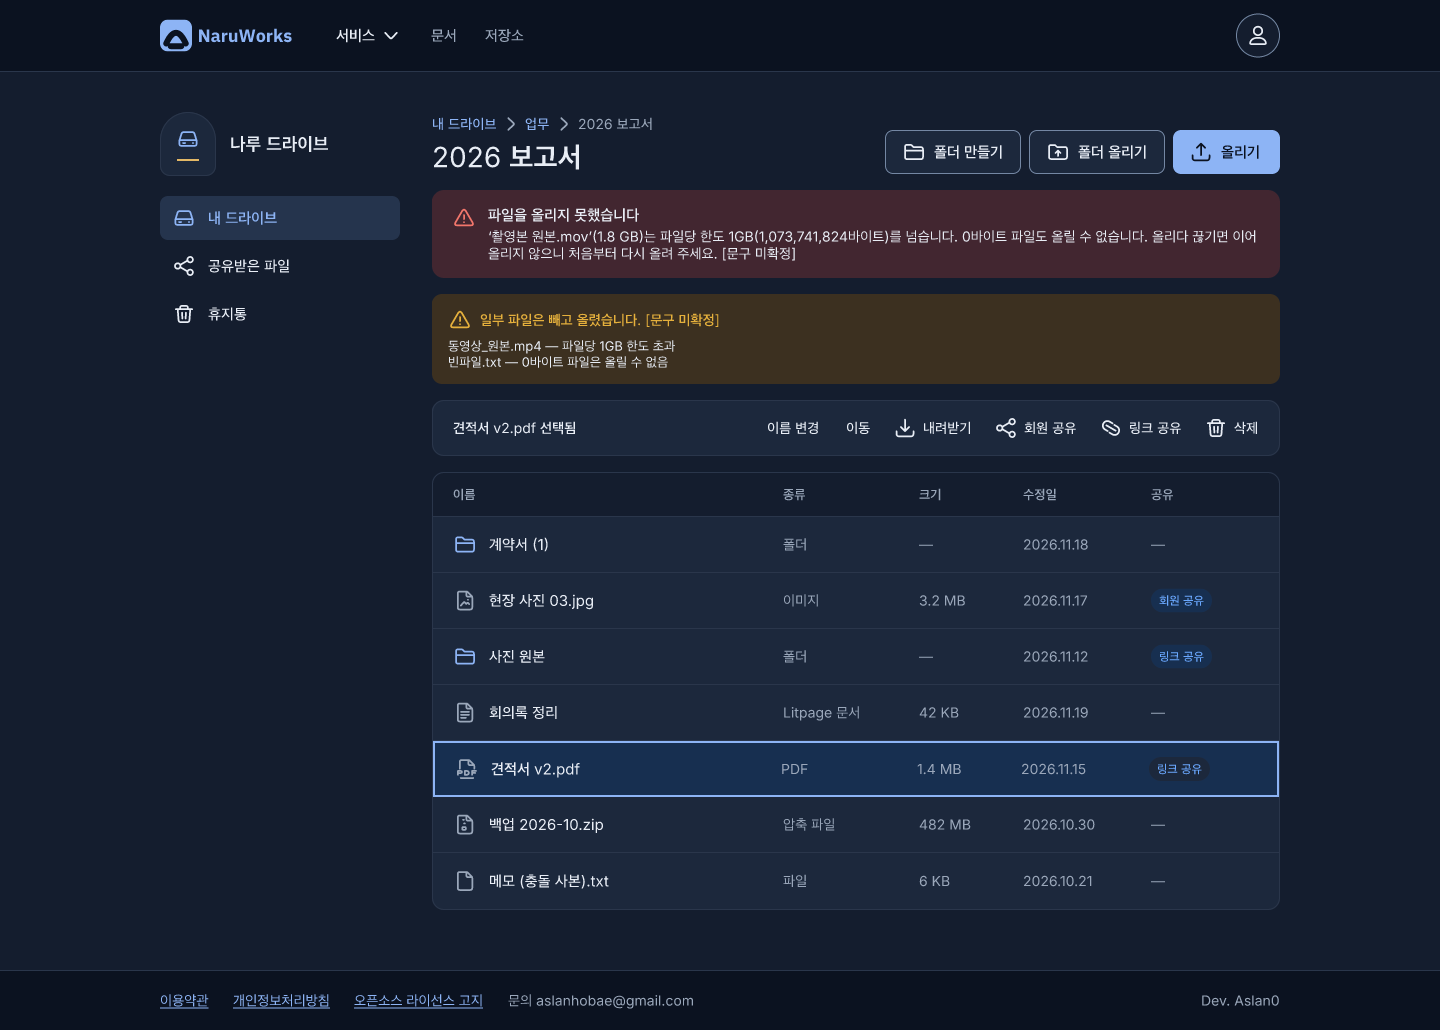 NaruWorks
서비스
문서
저장소
나루 드라이브
내 드라이브
공유받은 파일
휴지통
내 드라이브 > 업무 > 2026 보고서
2026 보고서
폴더 만들기
폴더 올리기
올리기
파일을 올리지 못했습니다
‘촬영본 원본.mov’(1.8 GB)는 파일당 한도 1GB(1,073,741,824바이트)를 넘습니다. 0바이트 파일도 올릴 수 없습니다. 올리다 끊기면 이어
올리지 않으니 처음부터 다시 올려 주세요. [문구 미확정]
일부 파일은 빼고 올렸습니다. [문구 미확정]
동영상_원본.mp4 — 파일당 1GB 한도 초과
빈파일.txt — 0바이트 파일은 올릴 수 없음
견적서 v2.pdf 선택됨
이름 변경
이동
내려받기
회원 공유
링크 공유
삭제
이름 종류 크기 수정일 공유
계약서 (1) 폴더 — 2026.11.18 —
현장 사진 03.jpg 이미지 3.2 MB 2026.11.17 회원 공유
사진 원본 폴더 — 2026.11.12 링크 공유
회의록 정리 Litpage 문서 42 KB 2026.11.19 —
PDF 견적서 v2.pdf PDF 1.4 MB 2026.11.15 링크 공유
백업 2026-10.zip 압축 파일 482 MB 2026.10.30 —
메모 (충돌 사본).txt 파일 6 KB 2026.10.21 —
이용약관
개인정보처리방침
오픈소스 라이선스 고지
문의 aslanhobae@gmail.com
Dev. Aslan0